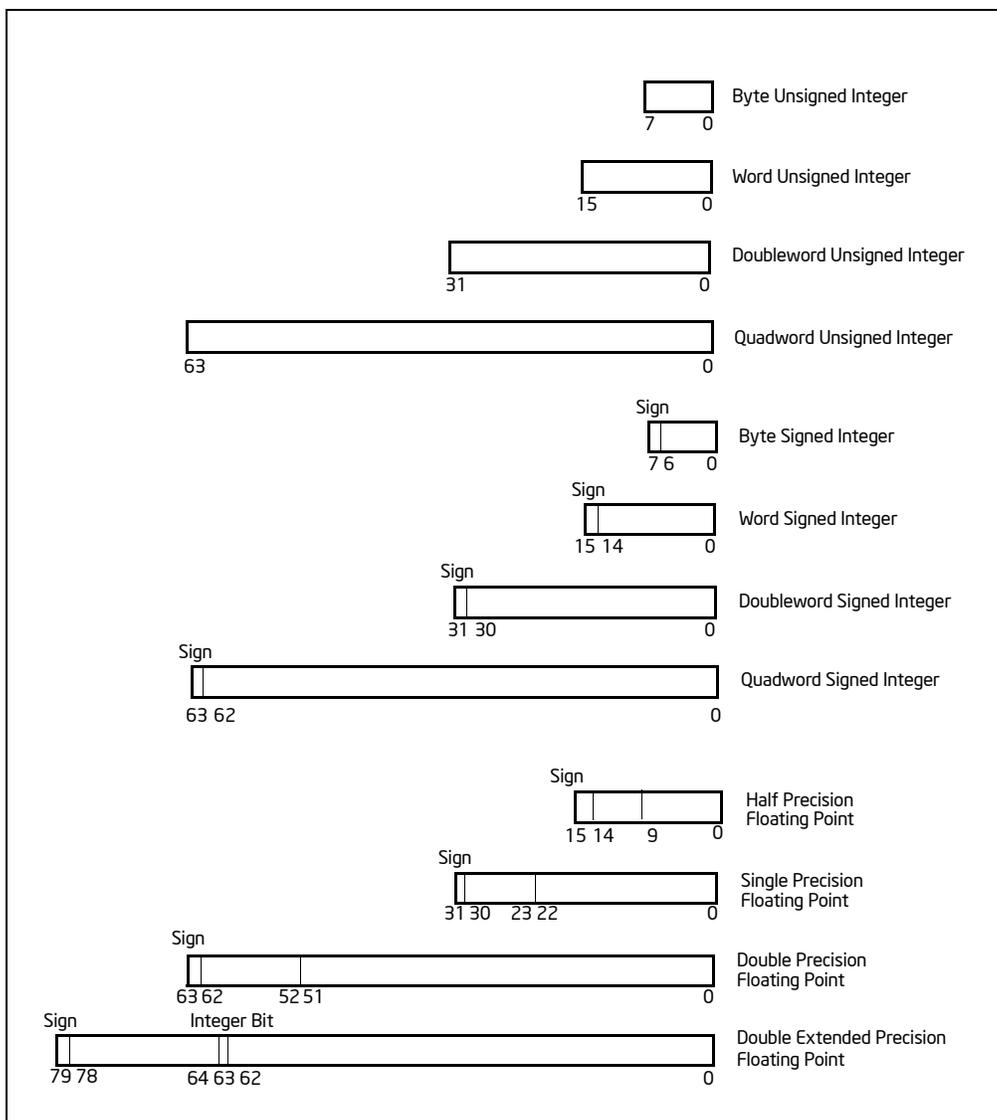 Byte Unsigned Integer
7 0
Word Unsigned Integer
15 0
Doubleword Unsigned Integer
31 0
Quadword Unsigned Integer
63 0
Sign
Byte Signed Integer
7 6 0
Sign
Word Signed Integer
15 14 0
Sign
Doubleword Signed Integer
31 30 0
Sign
Quadword Signed Integer
63 62 0
Sign
Half Precision
Floating Point
15 14 9 0
Sign
Single Precision
Floating Point
31 30 23 22 0
Sign
Double Precision
Floating Point
63 62 52 51 0
Sign Integer Bit
Double Extended Precision
Floating Point
79 78 64 63 62 0